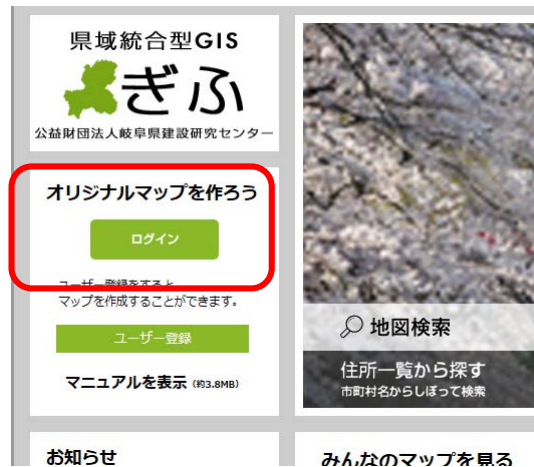 県域統合型GIS
ぎふ
公益財団法人岐阜県建設研究センター
オリジナルマップを作ろう
ログイン
ユーザー登録をすると
マップを作成することができます。
ユーザー登録
マニュアルを表示 (約3.8MB)
お知らせ
地図検索
住所一覧から探す
市町村名からしぼって検索
みんなのマップを見る